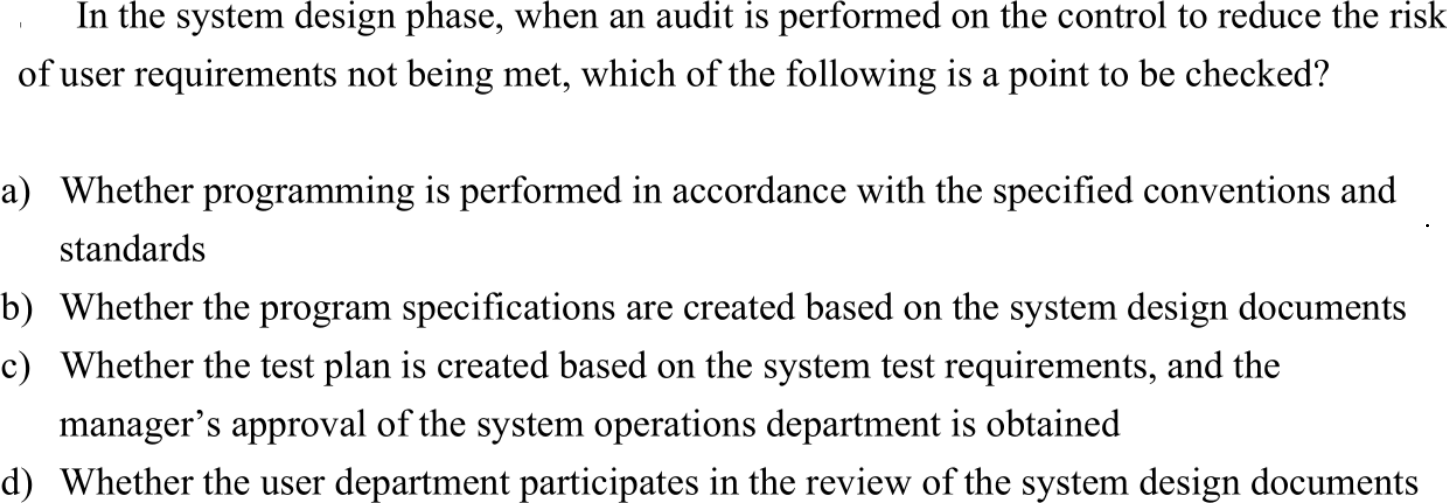 In the system design phase, when an audit is performed on the control to reduce the risk
of user requirements not being met, which of the following is a point to be checked?
a) Whether programming is performed in accordance with the specified conventions and
standards
b) Whether the program specifications are created based on the system design documents
c) Whether the test plan is created based on the system test requirements, and the
manager’s approval of the system operations department is obtained
d) Whether the user department participates in the review of the system design documents